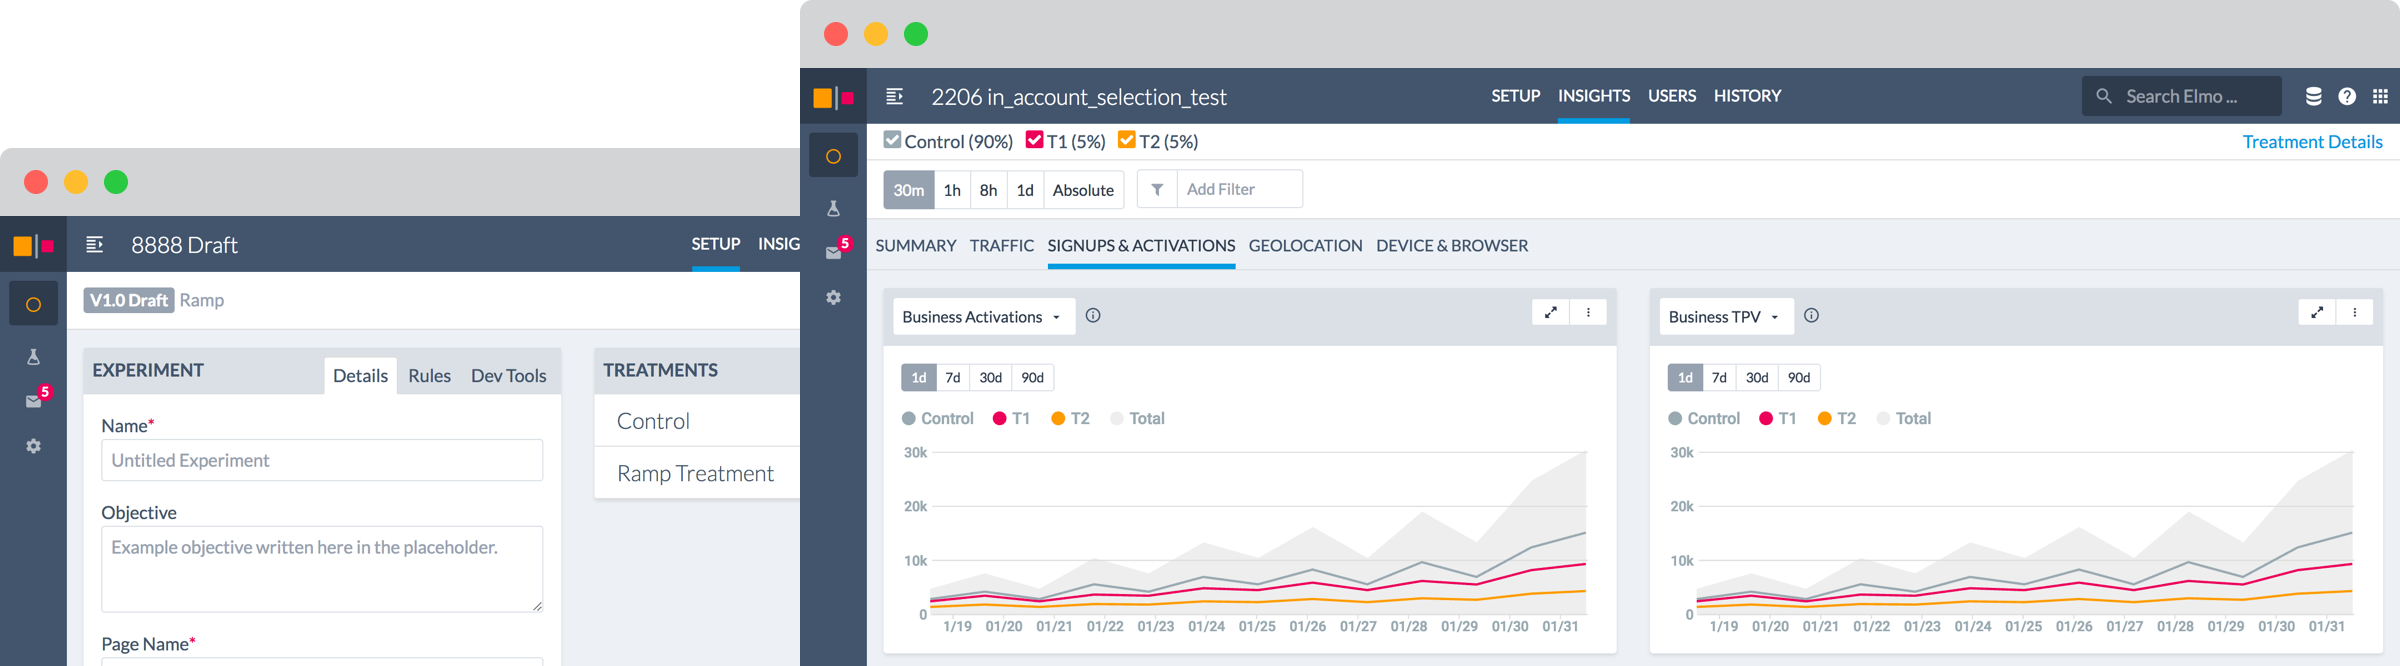 8888 Draft
SETUP INSIG
5
V1.0 Draft Ramp
EXPERIMENT Details Rules Dev Tools
Name*
Untitled Experiment
Objective
Example objective written here in the placeholder.
Page Name*
TREATMENTS
Control
Ramp Treatment
2206 in_account_selection_test
SETUP INSIGHTS USERS HISTORY
Search Elmo ...
5
Control (90%) T1 (5%) T2 (5%)
Treatment Details
30m 1h 8h 1d Absolute Add Filter
SUMMARY TRAFFIC SIGNUPS & ACTIVATIONS GEOLOCATION DEVICE & BROWSER
Business Activations
1d 7d 30d 90d
Control T1 T2 Total
30k
20k
10k
0
1/19 01/20 01/21 01/22 01/23 01/24 01/25 01/26 01/27 01/28 01/29 01/30 01/31
Business TPV
1d 7d 30d 90d
Control T1 T2 Total
30k
20k
10k
0
1/19 01/20 01/21 01/22 01/23 01/24 01/25 01/26 01/27 01/28 01/29 01/30 01/31